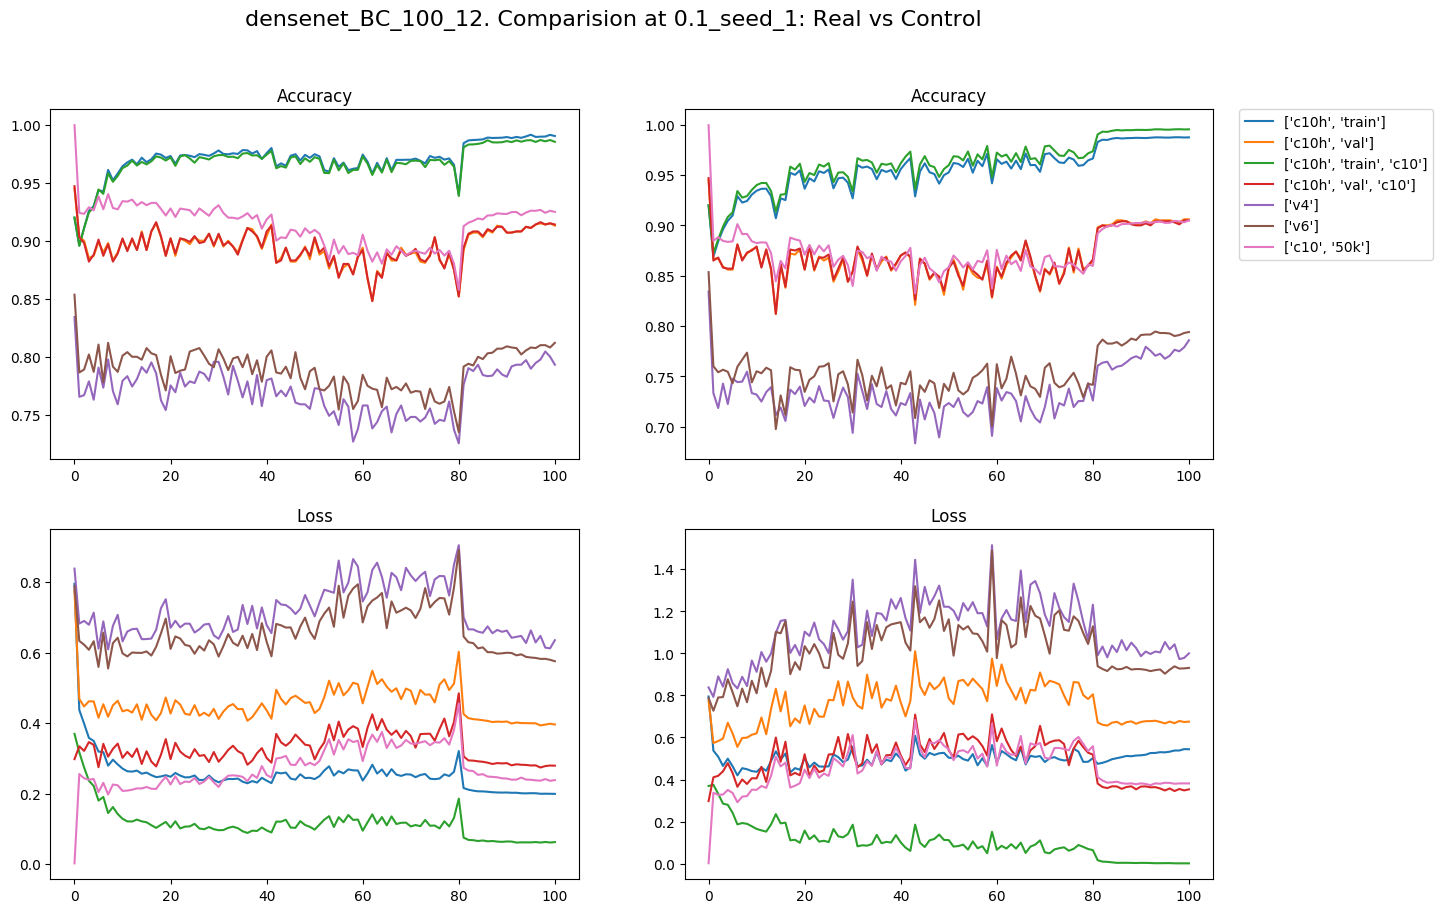 densenet_BC_100_12. Comparision at 0.1_seed_1: Real vs Control
Accuracy
1.00
0.95
0.90
0.85
0.80
0.75
0 20 40 60 80 100
Accuracy
1.00
0.95
0.90
0.85
0.80
0.75
0.70
0 20 40 60 80 100
['c10h', 'train']
['c10h', 'val']
['c10h', 'train', 'c10']
['c10h', 'val', 'c10']
['v4']
['v6']
['c10', '50k']
Loss
0.8
0.6
0.4
0.2
0.0
0 20 40 60 80 100
Loss
1.4
1.2
1.0
0.8
0.6
0.4
0.2
0.0
0 20 40 60 80 100